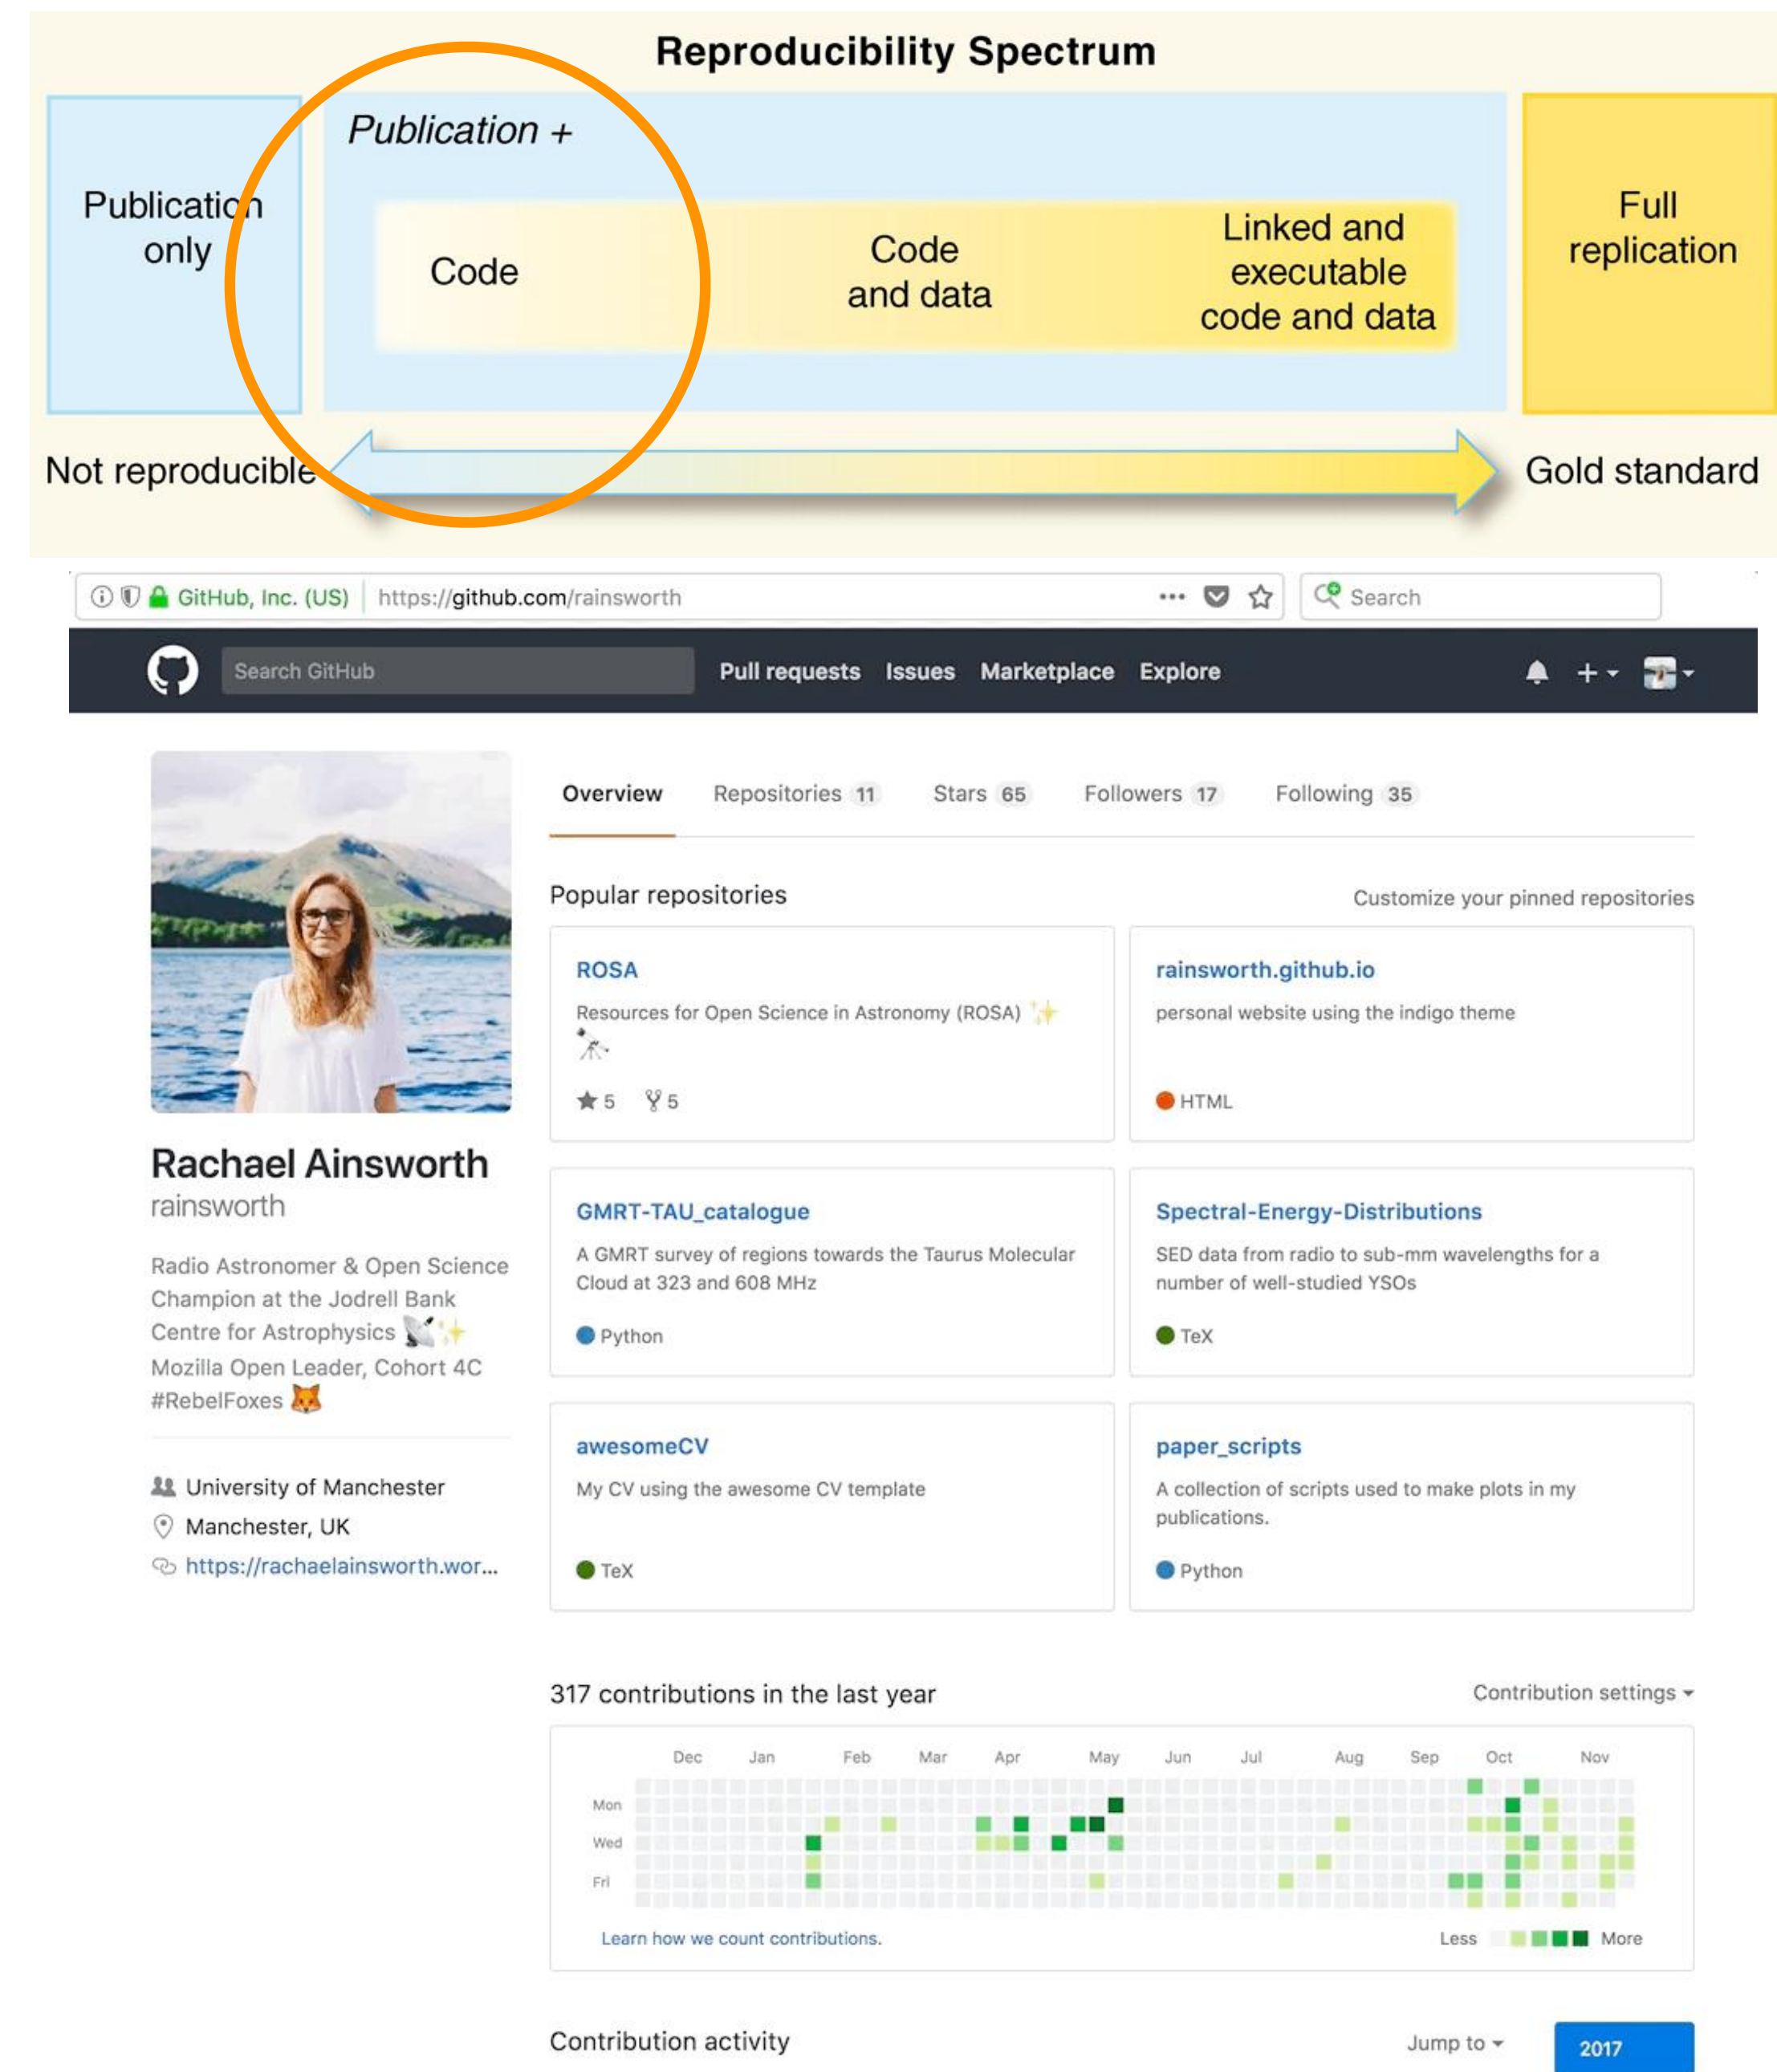 Reproducibility Spectrum
Publication only
Publication +
Code
Code and data
Linked and executable code and data
Full replication
Not reproducible
Gold standard
GitHub, Inc. (US)
https://github.com/rainsworth
Search
Search GitHub
Pull requests Issues Marketplace Explore
Overview Repositories 11 Stars 65 Followers 17 Following 35
Rachael Ainsworth
rainsworth
Radio Astronomer & Open Science
Champion at the Jodrell Bank
Centre for Astrophysics
Mozilla Open Leader, Cohort 4C
#RebelFoxes
University of Manchester
Manchester, UK
https://rachaelainsworth.wor...
Popular repositories
Customize your pinned repositories
ROSA
Resources for Open Science in Astronomy (ROSA)
5 5
rainsworth.github.io
personal website using the indigo theme
HTML
GMRT-TAU_catalogue
A GMRT survey of regions towards the Taurus Molecular
Cloud at 323 and 608 MHz
Python
Spectral-Energy-Distributions
SED data from radio to sub-mm wavelengths for a
number of well-studied YSOs
TeX
awesomeCV
My CV using the awesome CV template
TeX
paper_scripts
A collection of scripts used to make plots in my
publications.
Python
317 contributions in the last year
Contribution settings
Dec Jan Feb Mar Apr May Jun Jul Aug Sep Oct Nov
Mon
Wed
Fri
Learn how we count contributions.
Less More
Contribution activity
Jump to
2017